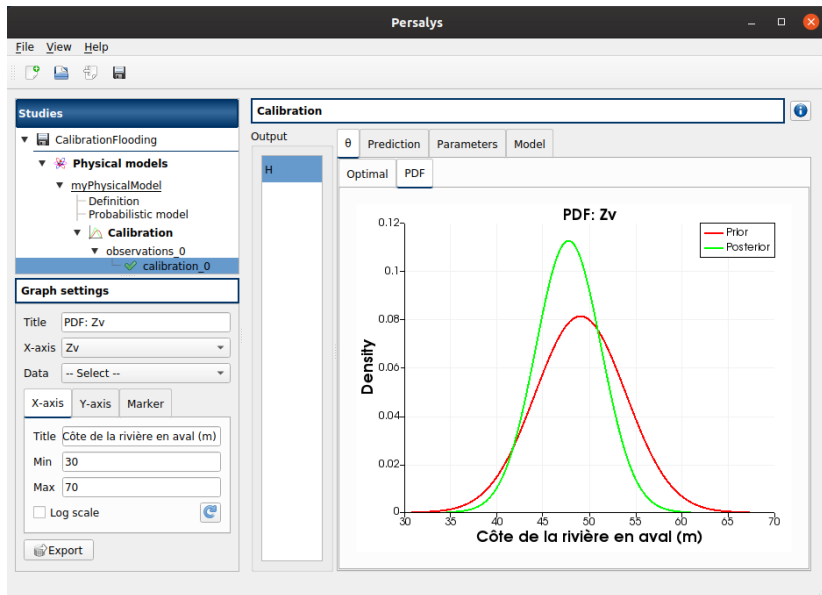 Persalys
File View Help
Studies
CalibrationFlooding
Physical models
myPhysicalModel
Definition
Probabilistic model
Calibration
observations_0
calibration_0
Graph settings
Title PDF: Zv
X-axis Zv
Data -- Select --
X-axis Y-axis Marker
Title Côte de la rivière en aval (m)
Min 30
Max 70
Log scale
Export
Calibration
Output
H
θ Prediction Parameters Model
Optimal PDF
PDF: Zv
Prior
Posterior
Density
0.12
0.1
0.08
0.06
0.04
0.02
0
30 35 40 45 50 55 60 65 70
Côte de la rivière en aval (m)